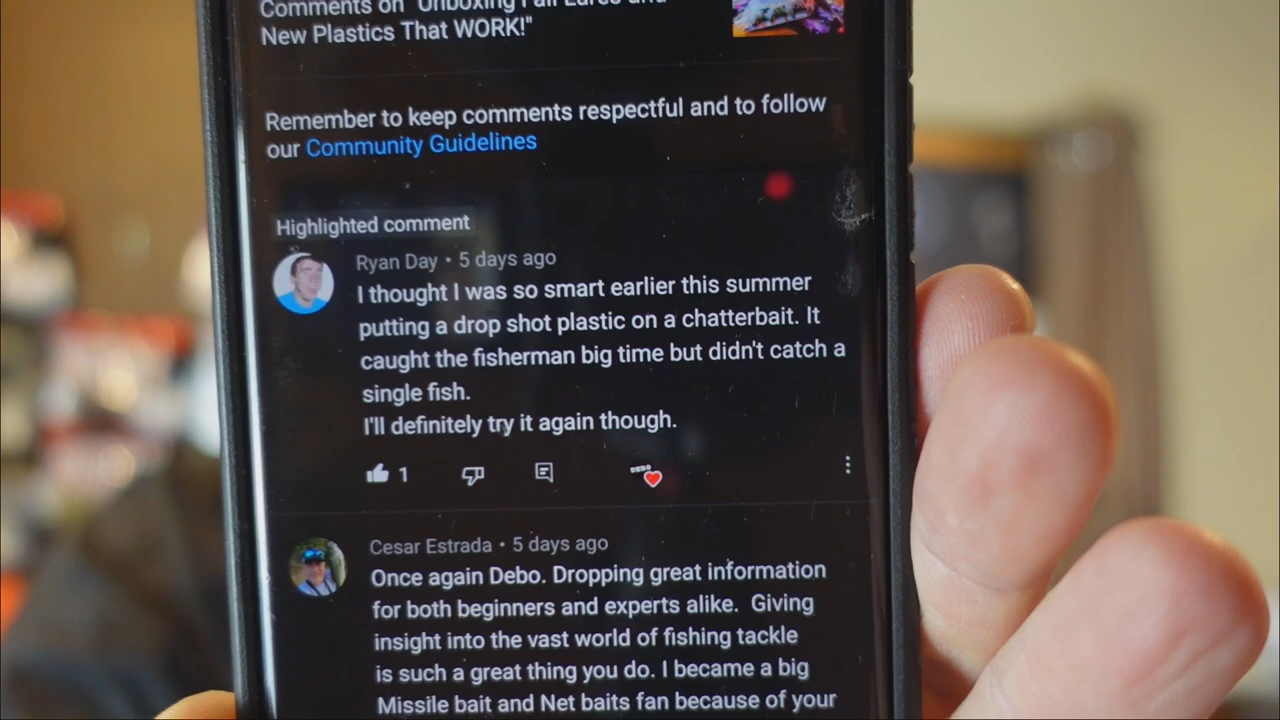 Comments on "Unboxing Fall Lures and
New Plastics That WORK!"
Remember to keep comments respectful and to follow
our Community Guidelines
Highlighted comment
Ryan Day • 5 days ago
I thought I was so smart earlier this summer
putting a drop shot plastic on a chatterbait. It
caught the fisherman big time but didn't catch a
single fish.
I'll definitely try it again though.
1
DEBO
Cesar Estrada • 5 days ago
Once again Debo. Dropping great information
for both beginners and experts alike. Giving
insight into the vast world of fishing tackle
is such a great thing you do. I became a big
Missile bait and Net baits fan because of your